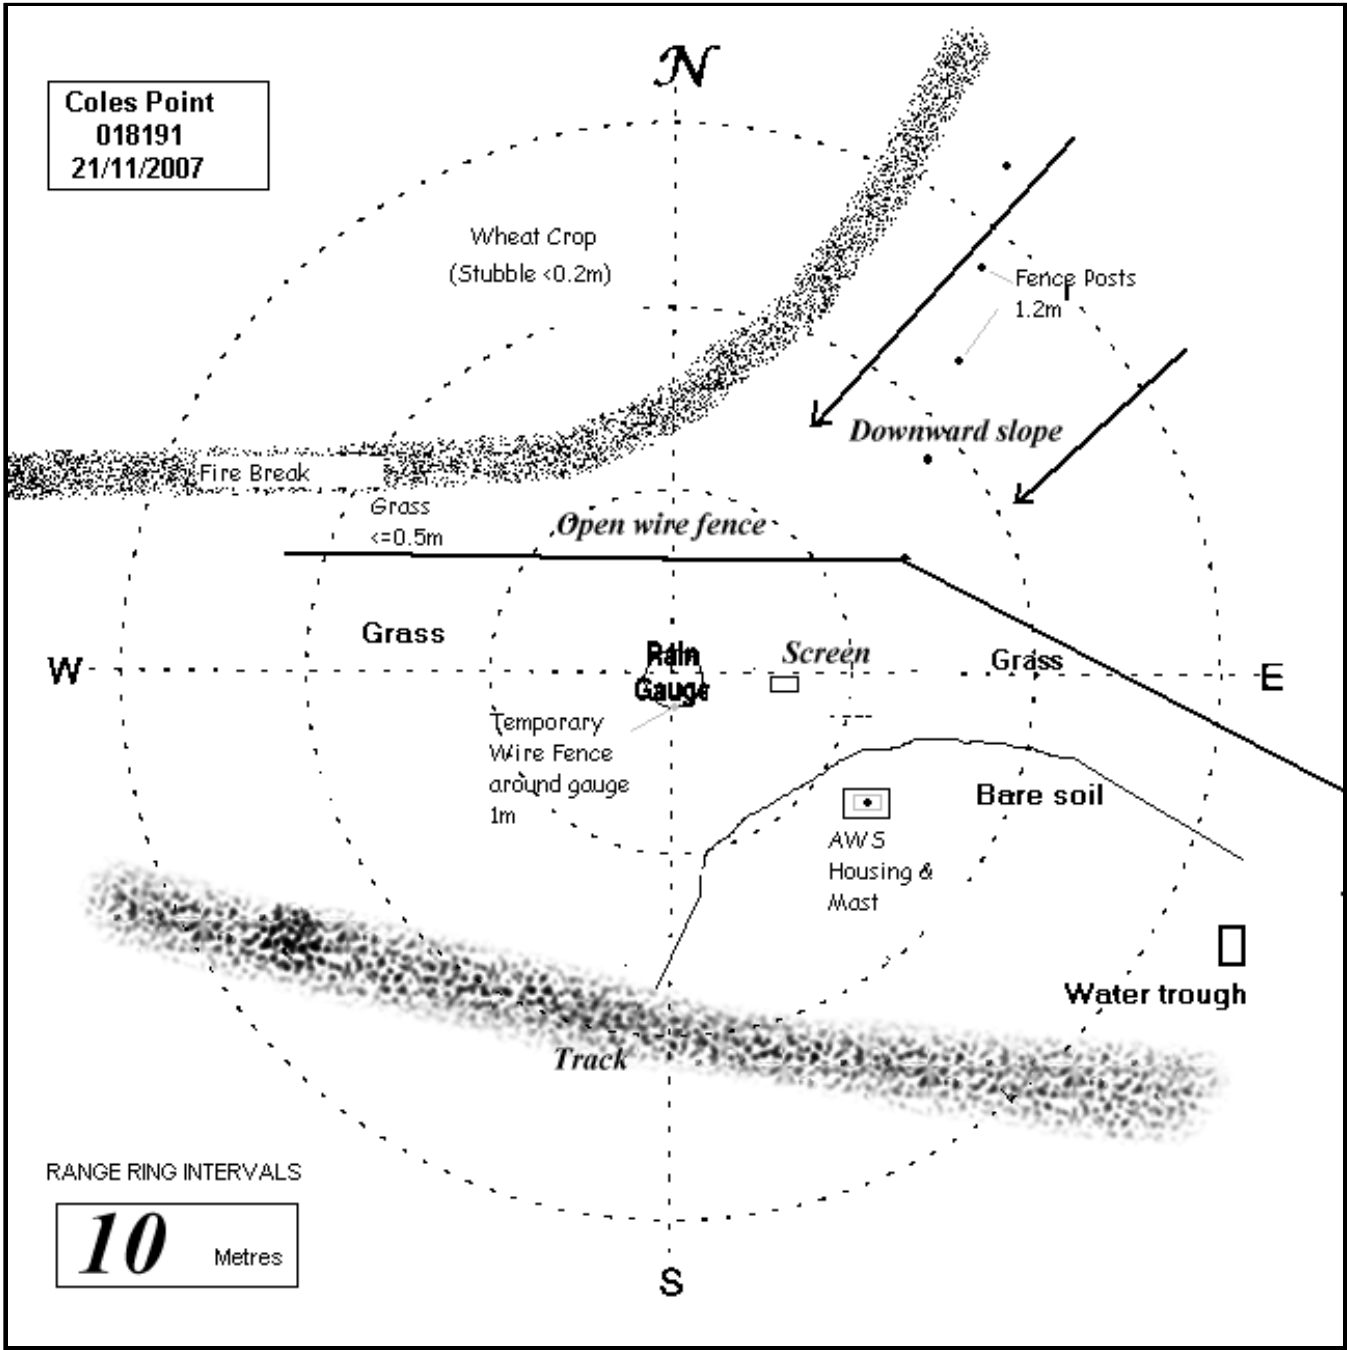 N
Coles Point
018191
21/11/2007
Wheat Crop
(Stubble <0.2m)
Fence Posts
1.2m
Downward slope
Fire Break
Grass
<=0.5m
Open wire fence
Grass
Rain
Gauge
Screen
Grass
W
E
Temporary
Wire Fence
around gauge
1m
Bare soil
AWS
Housing &
Mast
Water trough
Track
RANGE RING INTERVALS
10 Metres
S